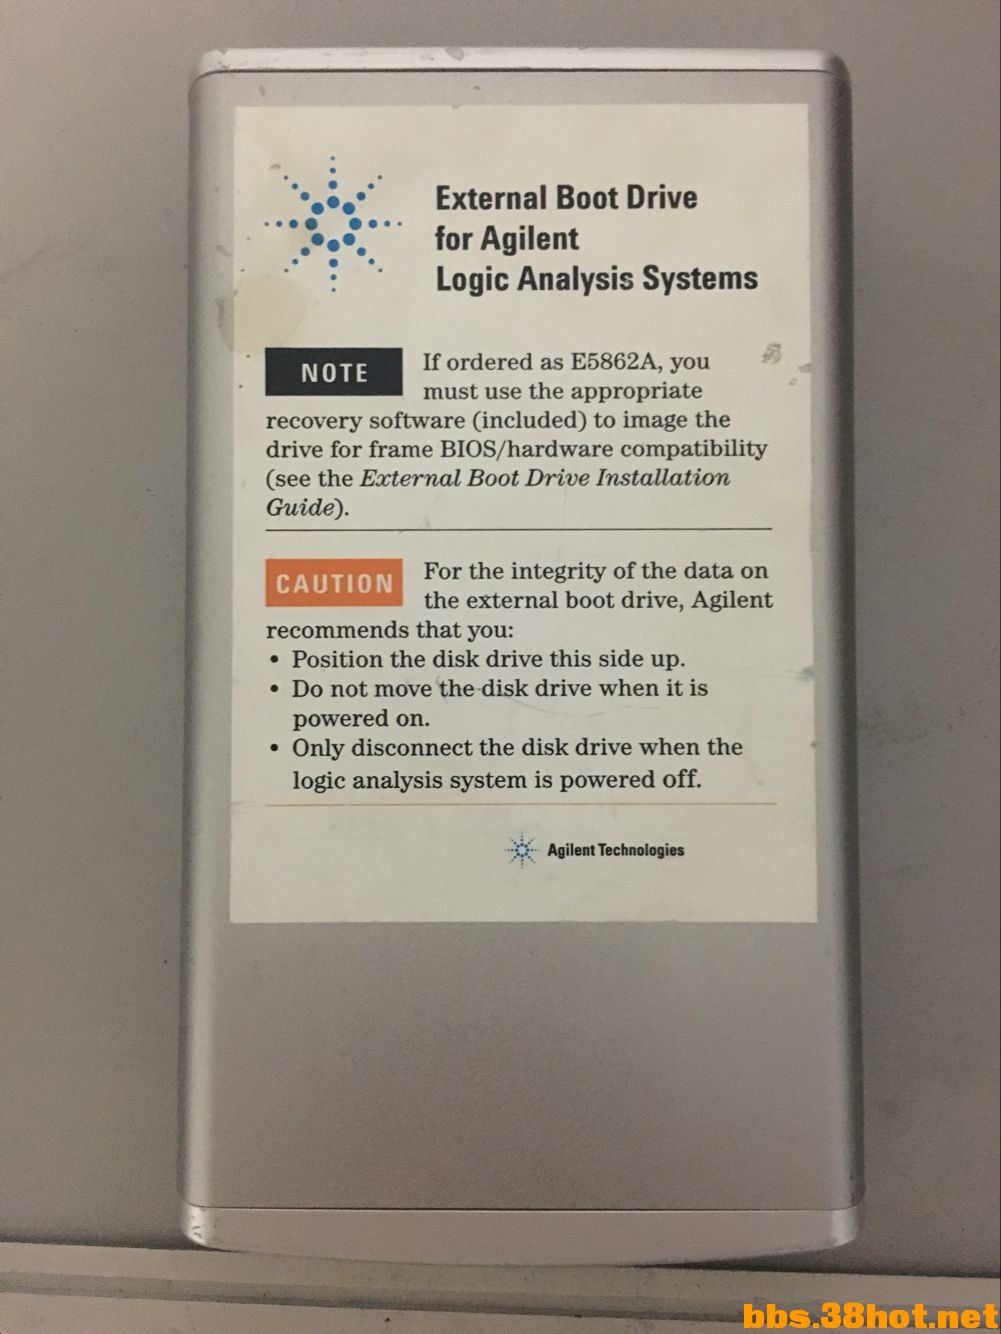 External Boot Drive
for Agilent
Logic Analysis Systems
NOTE
If ordered as E5862A, you
must use the appropriate
recovery software (included) to image the
drive for frame BIOS/hardware compatibility
(see the External Boot Drive Installation
Guide).
CAUTION
For the integrity of the data on
the external boot drive, Agilent
recommends that you:
• Position the disk drive this side up.
• Do not move the disk drive when it is
powered on.
• Only disconnect the disk drive when the
logic analysis system is powered off.
Agilent Technologies
bbs.38hot.net